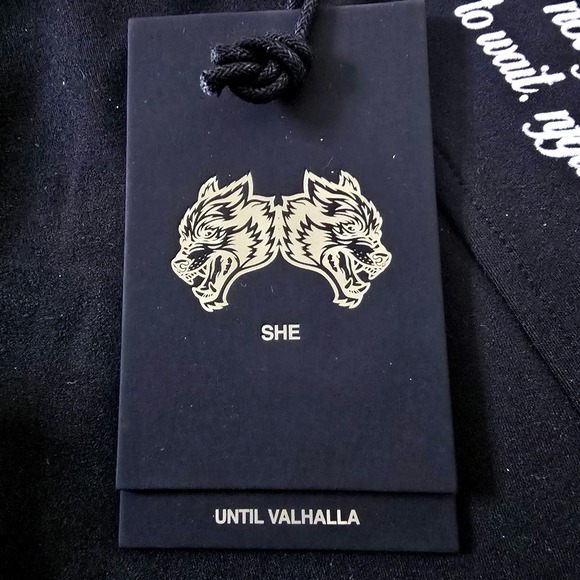 to wait.
SHE
UNTIL VALHALLA